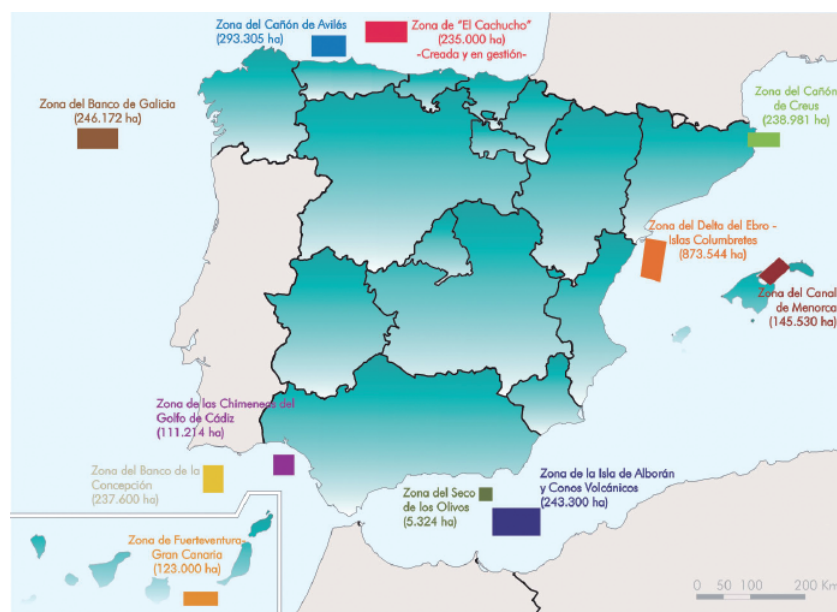 Zona del Cañón de Avilés
(293.305 ha)
Zona de "El Cachucho"
(235.000 ha)
-Creada y en gestión-
Zona del Banco de Galicia
(246.172 ha)
Zona del Cañón
de Creus
(238.981 ha)
Zona del Delta del Ebro -
Islas Columbretes
(873.544 ha)
Zona del Canal
de Menorca
(145.530 ha)
Zona de las Chimeneas del
Golfo de Cádiz
(111.214 ha)
Zona del Banco de la
Concepción
(237.600 ha)
Zona del Seco
de los Olivos
(5.324 ha)
Zona de la Isla de Alborán
y Conos Volcánicos
(243.300 ha)
Zona de Fuerteventura-
Gran Canaria
(123.000 ha)
0 50 100 200 Km